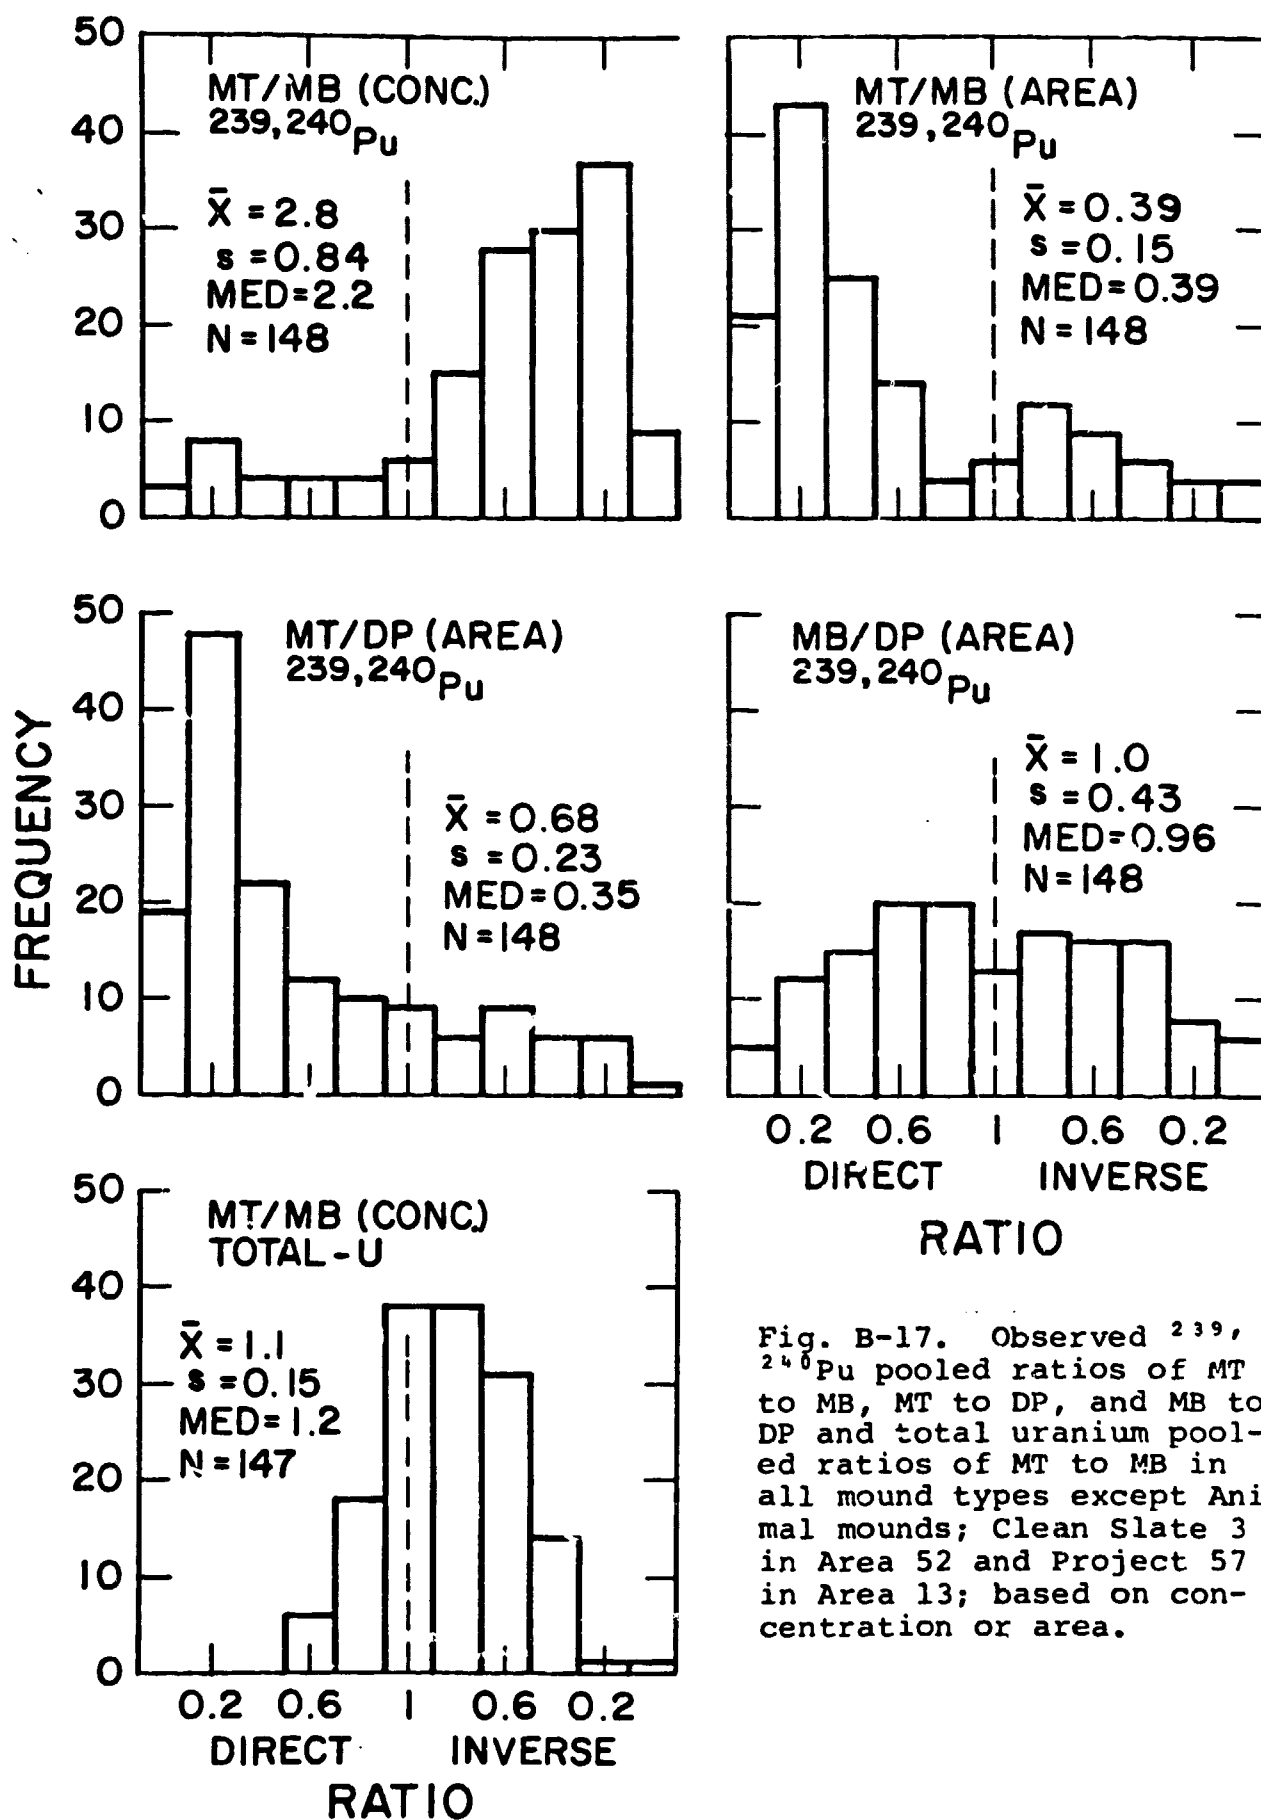 50
40
30
20
10
0
MT/MB (CONC.)
239,240Pu
X̄ = 2.8
s = 0.84
MED = 2.2
N = 148
MT/MB (AREA)
239,240Pu
X̄ = 0.39
s = 0.15
MED = 0.39
N = 148
FREQUENCY
50
40
30
20
10
0
MT/DP (AREA)
239,240Pu
X̄ = 0.68
s = 0.23
MED = 0.35
N = 148
MB/DP (AREA)
239,240Pu
X̄ = 1.0
s = 0.43
MED = 0.96
N = 148
0.2 0.6 1 0.6 0.2
DIRECT INVERSE
RATIO
50
40
30
20
10
0
MT/MB (CONC.)
TOTAL-U
X̄ = 1.1
s = 0.15
MED = 1.2
N = 147
0.2 0.6 1 0.6 0.2
DIRECT INVERSE
RATIO
Fig. B-17. Observed 239,
240Pu pooled ratios of MT
to MB, MT to DP, and MB to
DP and total uranium pool-
ed ratios of MT to MB in
all mound types except Ani
mal mounds; Clean Slate 3
in Area 52 and Project 57
in Area 13; based on con-
centration or area.